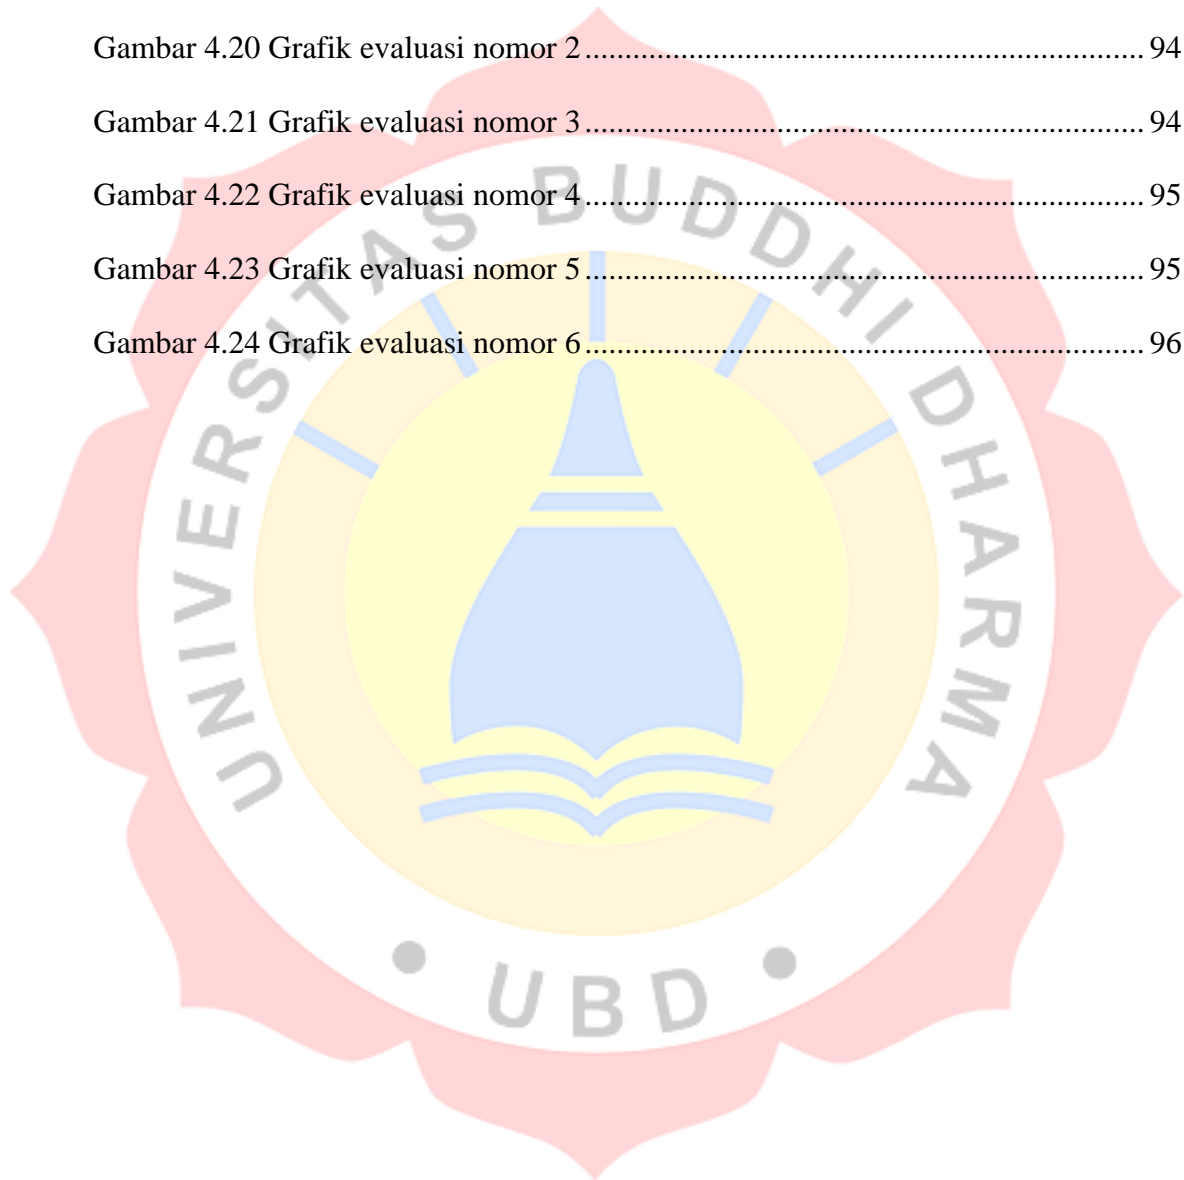 Gambar 4.20 Grafik evaluasi nomor 2 ..................................................................... 94
Gambar 4.21 Grafik evaluasi nomor 3 ..................................................................... 94
Gambar 4.22 Grafik evaluasi nomor 4 ..................................................................... 95
Gambar 4.23 Grafik evaluasi nomor 5 ..................................................................... 95
Gambar 4.24 Grafik evaluasi nomor 6 ..................................................................... 96
UNIVERSITAS BUDDHI DHARMA
• UBD •